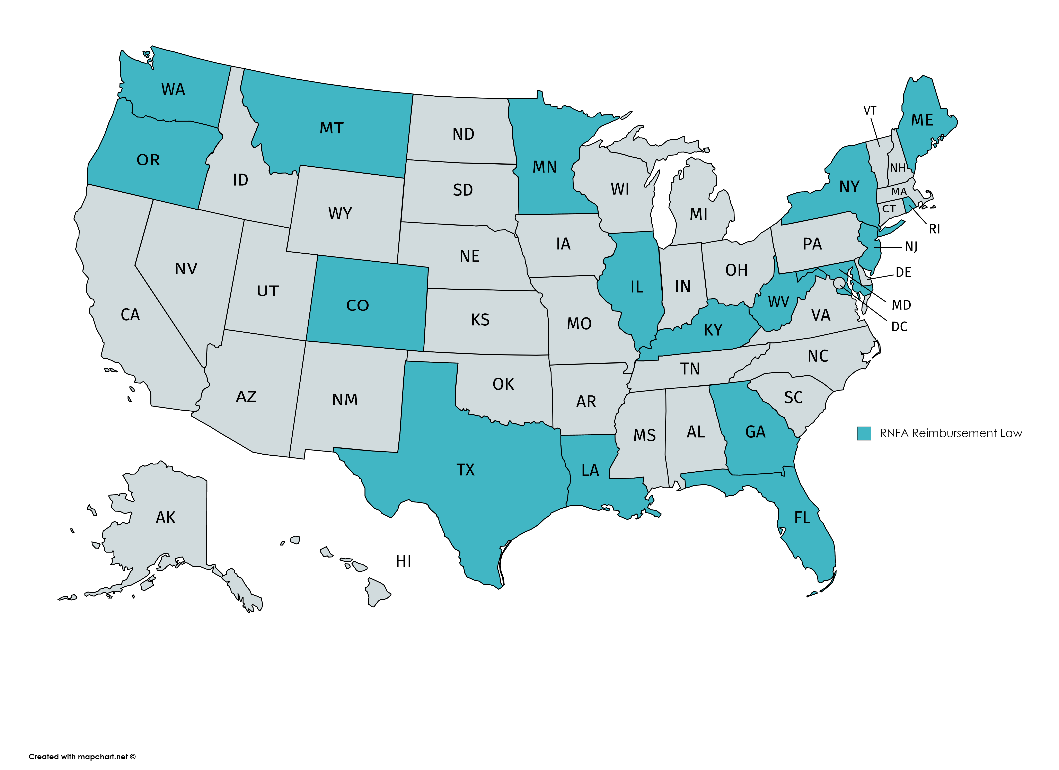 WA
MT
ND
MN
VT
ME
OR
ID
SD
WI
MI
NY
NH
MA
CT
RI
WY
IA
NE
PA
NJ
NV
UT
CO
IL
IN
OH
DE
WV
MD
CA
KS
MO
KY
VA
DC
AZ
NM
OK
AR
TN
NC
SC
MS
AL
GA
RNFA Reimbursement Law
TX
LA
FL
AK
HI
Created with mapchart.net ©